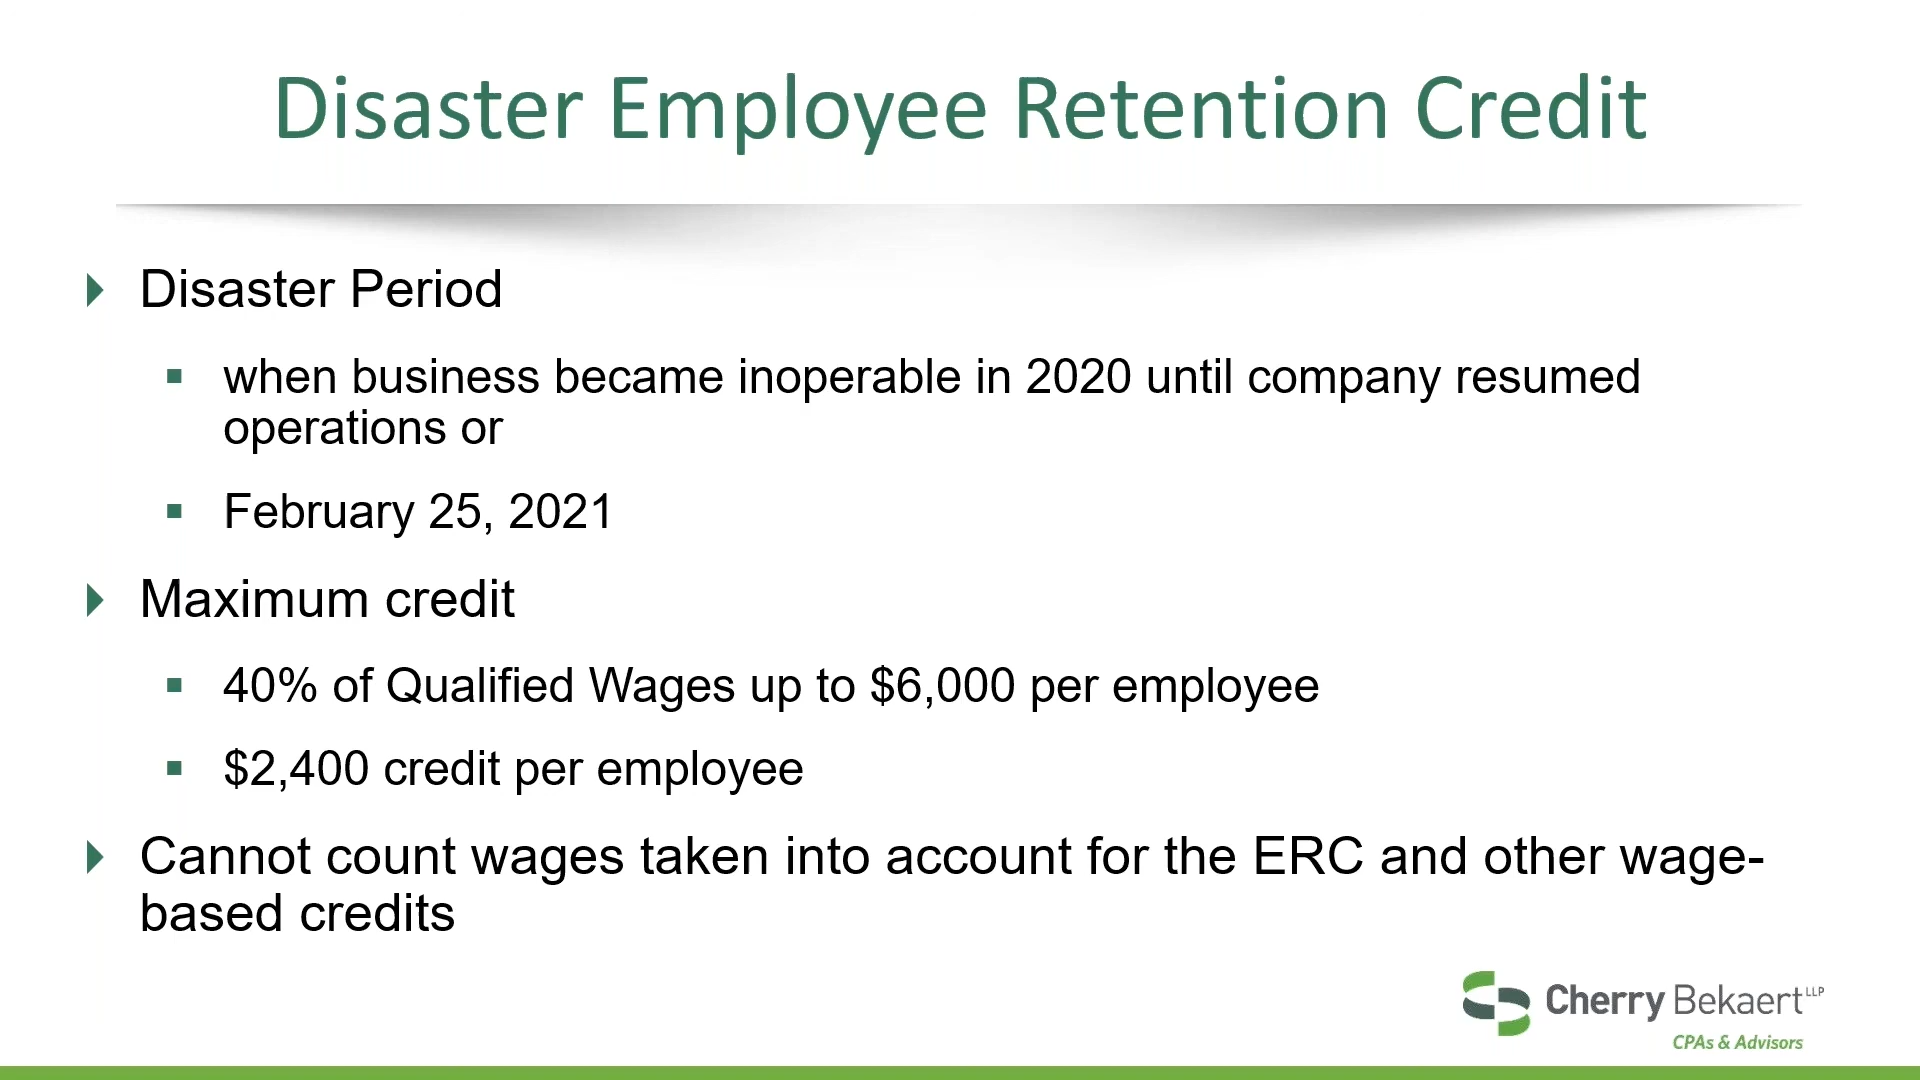 Disaster Employee Retention Credit
Disaster Period
when business became inoperable in 2020 until company resumed
operations or
February 25, 2021
Maximum credit
40% of Qualified Wages up to $6,000 per employee
$2,400 credit per employee
Cannot count wages taken into account for the ERC and other wage-
based credits
Cherry Bekaert LLP
CPAs & Advisors